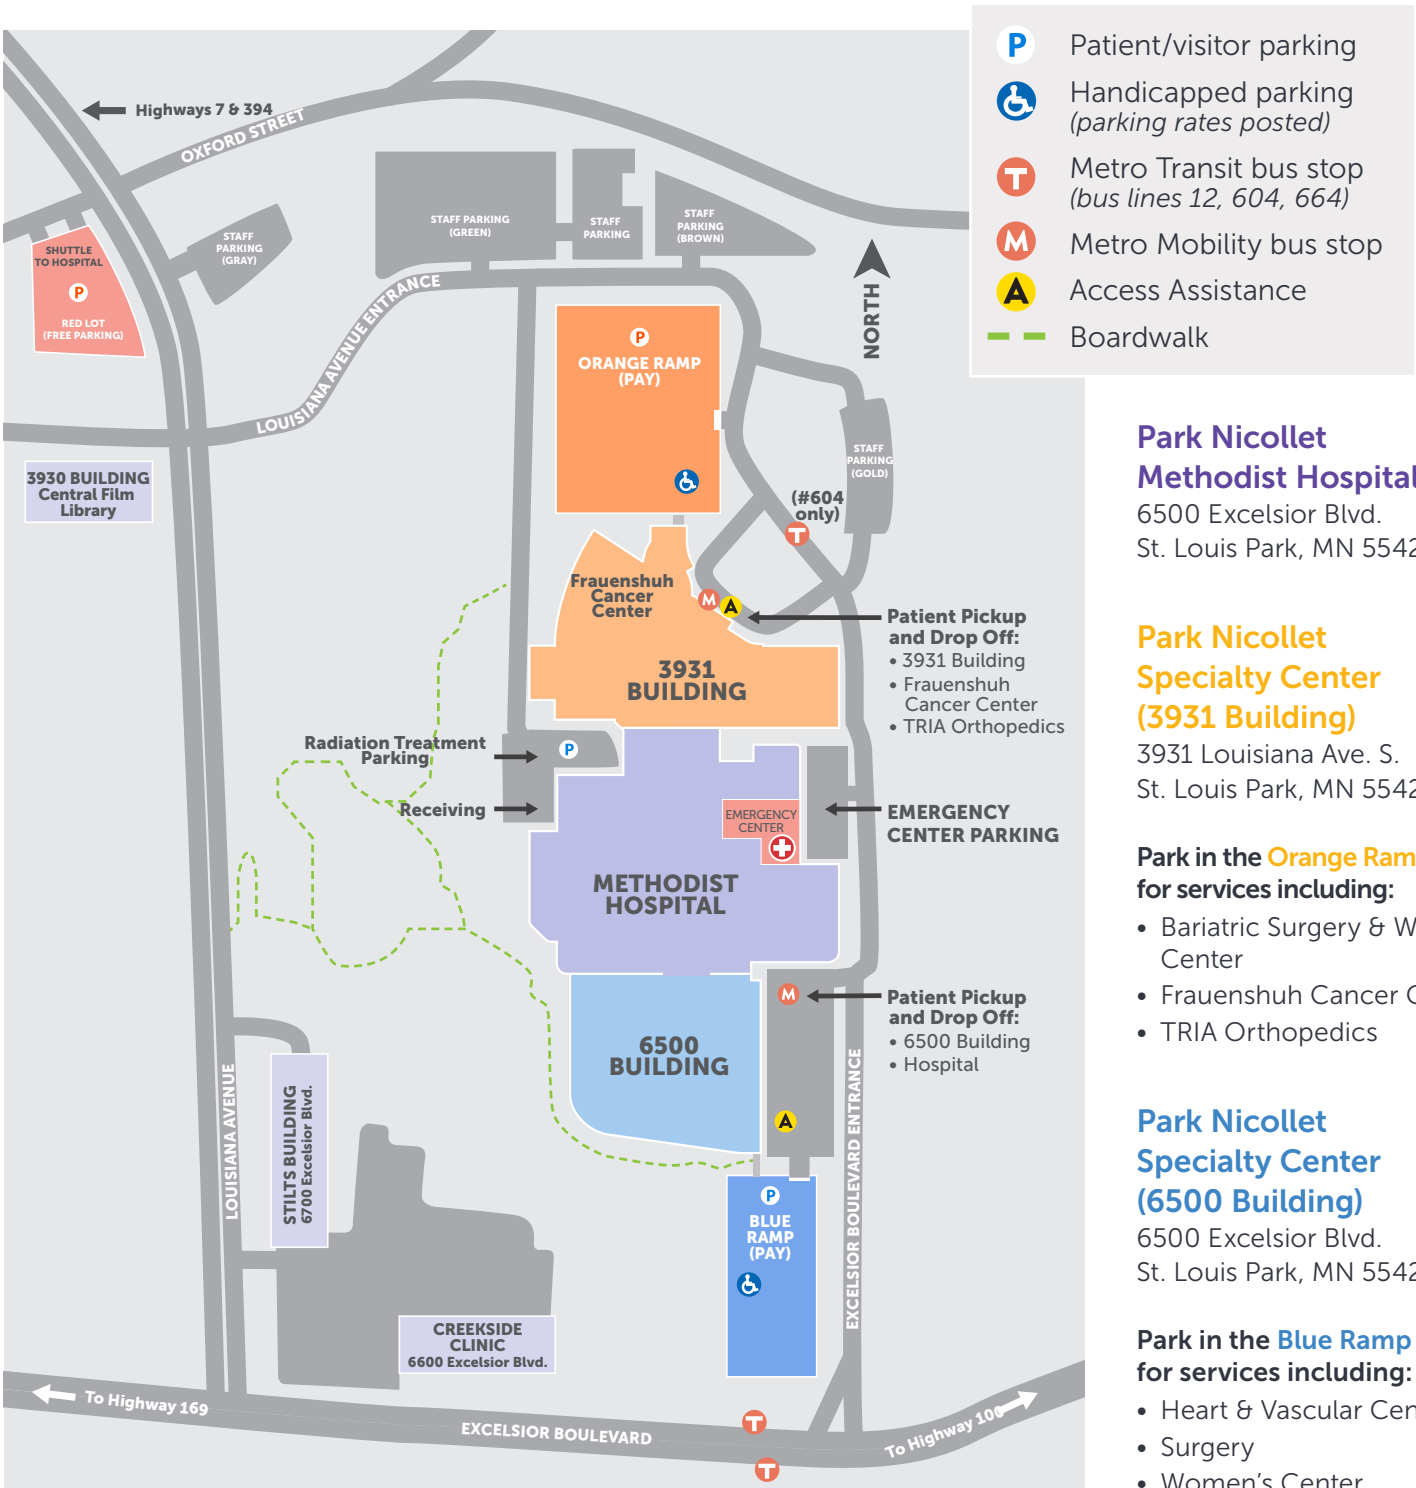 P Patient/visitor parking
Handicapped parking
(parking rates posted)
T Metro Transit bus stop
(bus lines 12, 604, 664)
M Metro Mobility bus stop
A Access Assistance
Boardwalk
Highways 7 & 394
OXFORD STREET
STAFF PARKING
(GREEN)
STAFF
PARKING
STAFF
PARKING
(BROWN)
STAFF
PARKING
(GRAY)
SHUTTLE
TO HOSPITAL
P
RED LOT
(FREE PARKING)
LOUISIANA AVENUE ENTRANCE
NORTH
P
ORANGE RAMP
(PAY)
STAFF
PARKING
(GOLD)
3930 BUILDING
Central Film
Library
(#604
only)
T
Frauenshuh
Cancer
Center
M
A
Patient Pickup
and Drop Off:
• 3931 Building
• Frauenshuh
Cancer Center
• TRIA Orthopedics
3931
BUILDING
Radiation Treatment
Parking
P
Receiving
EMERGENCY
CENTER
EMERGENCY
CENTER PARKING
METHODIST
HOSPITAL
M
Patient Pickup
and Drop Off:
• 6500 Building
• Hospital
6500
BUILDING
A
LOUISIANA AVENUE
STILTS BUILDING
6700 Excelsior Blvd.
EXCELSIOR BOULEVARD ENTRANCE
P
BLUE
RAMP
(PAY)
CREEKSIDE
CLINIC
6600 Excelsior Blvd.
To Highway 169
EXCELSIOR BOULEVARD
T
T
To Highway 100
Park Nicollet
Methodist Hospital
6500 Excelsior Blvd.
St. Louis Park, MN 5542
Park Nicollet
Specialty Center
(3931 Building)
3931 Louisiana Ave. S.
St. Louis Park, MN 5542
Park in the Orange Ram
for services including:
• Bariatric Surgery & W
Center
• Frauenshuh Cancer C
• TRIA Orthopedics
Park Nicollet
Specialty Center
(6500 Building)
6500 Excelsior Blvd.
St. Louis Park, MN 5542
Park in the Blue Ramp
for services including:
• Heart & Vascular Cen
• Surgery
• Women's Center